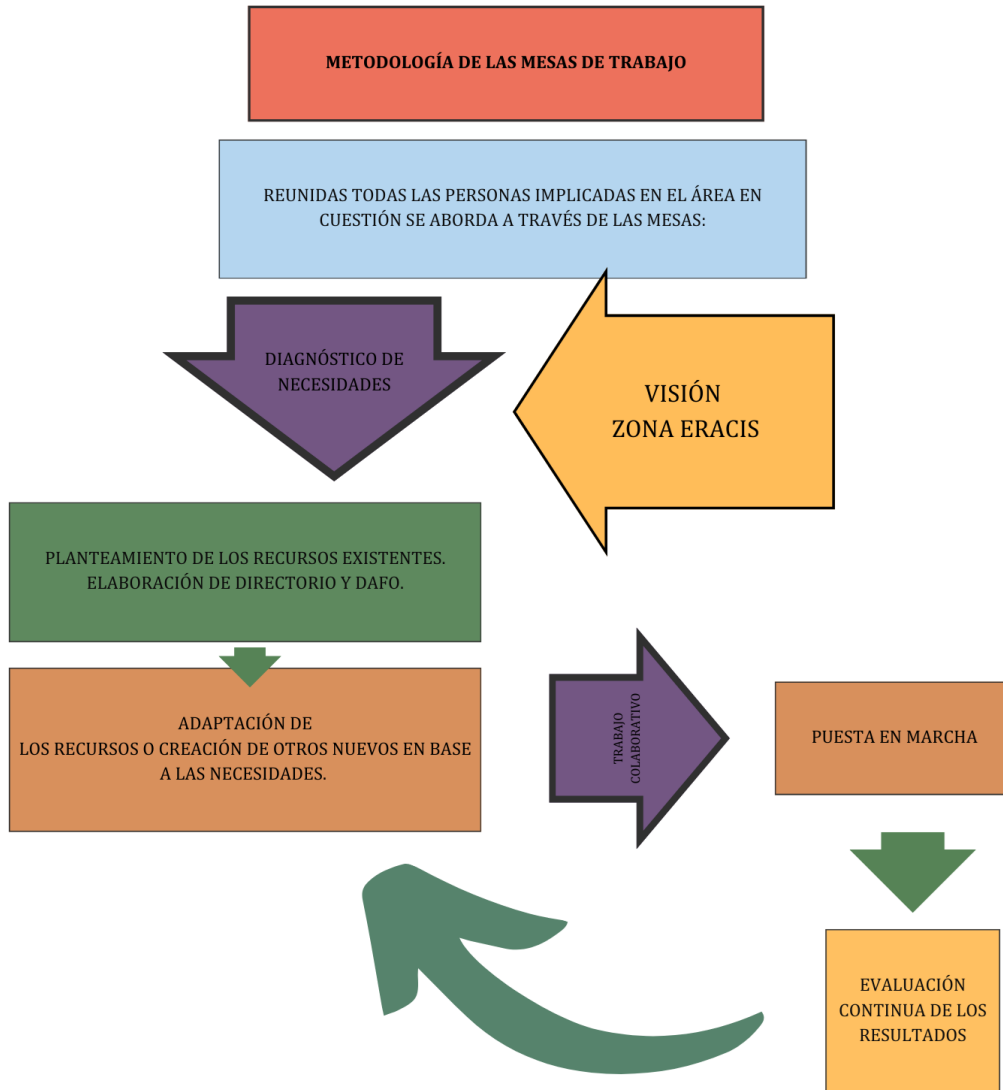 METODOLOGÍA DE LAS MESAS DE TRABAJO
REUNIDAS TODAS LAS PERSONAS IMPLICADAS EN EL ÁREA EN
CUESTIÓN SE ABORDA A TRAVÉS DE LAS MESAS:
DIAGNÓSTICO DE
NECESIDADES
VISIÓN
ZONA ERACIS
PLANTEAMIENTO DE LOS RECURSOS EXISTENTES.
ELABORACIÓN DE DIRECTORIO Y DAFO.
ADAPTACIÓN DE
LOS RECURSOS O CREACIÓN DE OTROS NUEVOS EN BASE
A LAS NECESIDADES.
TRABAJO
COLABORATIVO
PUESTA EN MARCHA
EVALUACIÓN
CONTINUA DE LOS
RESULTADOS